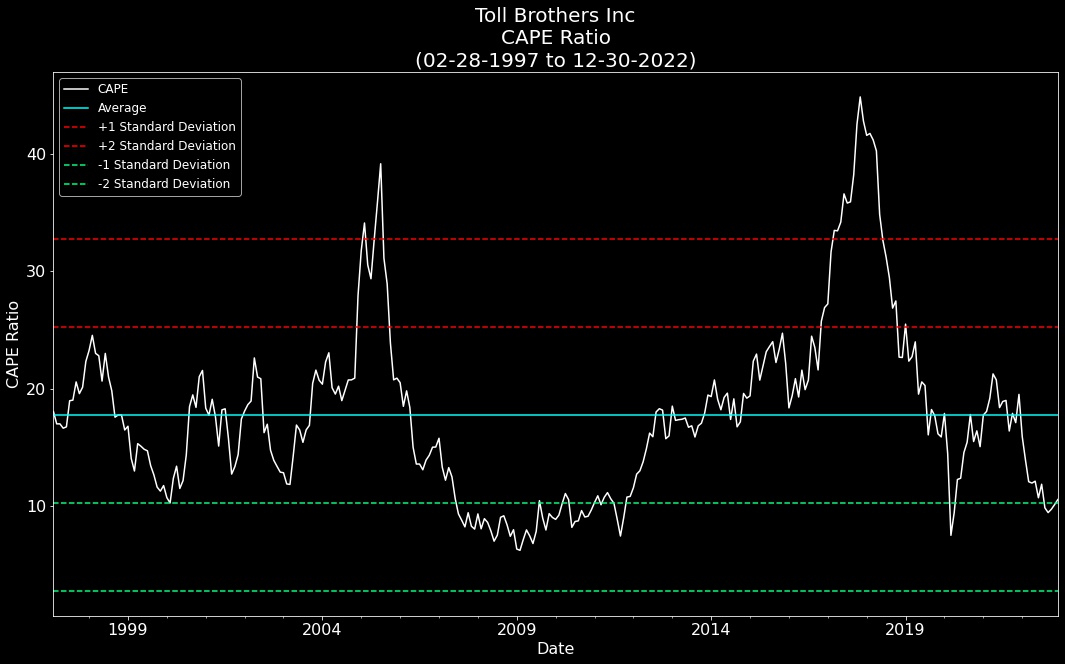 Toll Brothers Inc
CAPE Ratio
(02-28-1997 to 12-30-2022)
CAPE
Average
+1 Standard Deviation
+2 Standard Deviation
-1 Standard Deviation
-2 Standard Deviation
CAPE Ratio
40
30
20
10
1999 2004 2009 2014 2019
Date